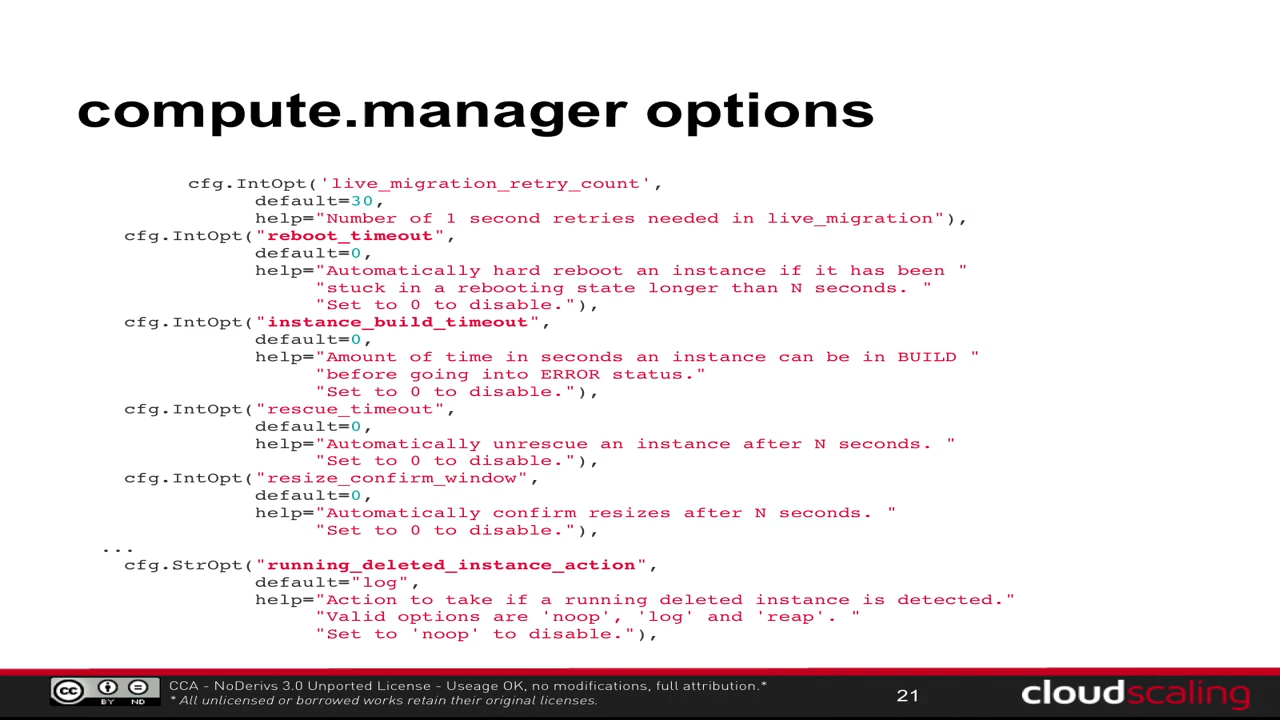 compute.manager options
cfg.IntOpt('live_migration_retry_count',
default=30,
help="Number of 1 second retries needed in live_migration"),
cfg.IntOpt("reboot_timeout",
default=0,
help="Automatically hard reboot an instance if it has been "
"stuck in a rebooting state longer than N seconds. "
"Set to 0 to disable."),
cfg.IntOpt("instance_build_timeout",
default=0,
help="Amount of time in seconds an instance can be in BUILD "
"before going into ERROR status."
"Set to 0 to disable."),
cfg.IntOpt("rescue_timeout",
default=0,
help="Automatically unrescue an instance after N seconds. "
"Set to 0 to disable."),
cfg.IntOpt("resize_confirm_window",
default=0,
help="Automatically confirm resizes after N seconds. "
"Set to 0 to disable."),
...
cfg.StrOpt("running_deleted_instance_action",
default="log",
help="Action to take if a running deleted instance is detected."
"Valid options are 'noop', 'log' and 'reap'. "
"Set to 'noop' to disable."),
cc BY ND
CCA - NoDerivs 3.0 Unported License - Useage OK, no modifications, full attribution.*
* All unlicensed or borrowed works retain their original licenses.
21
cloudscaling